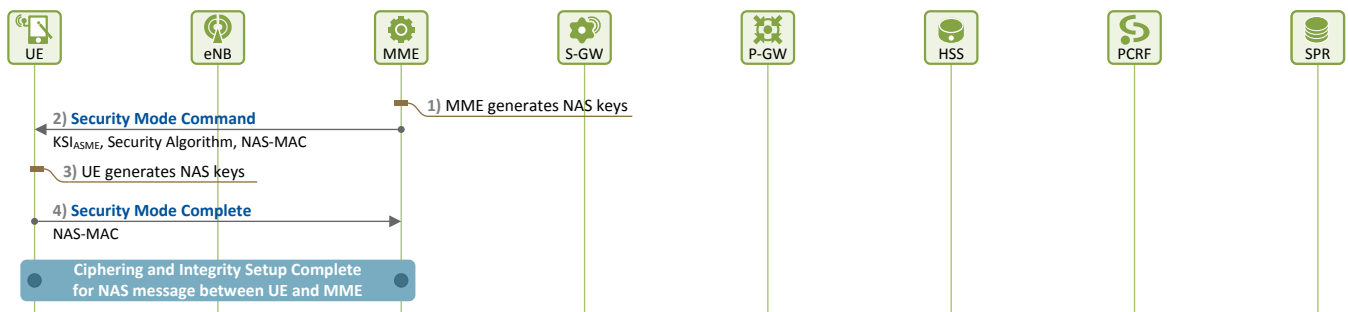 UE
eNB
MME
S-GW
P-GW
HSS
PCRF
SPR
1) MME generates NAS keys
2) Security Mode Command
KSIASME, Security Algorithm, NAS-MAC
3) UE generates NAS keys
4) Security Mode Complete
NAS-MAC
Ciphering and Integrity Setup Complete
for NAS message between UE and MME